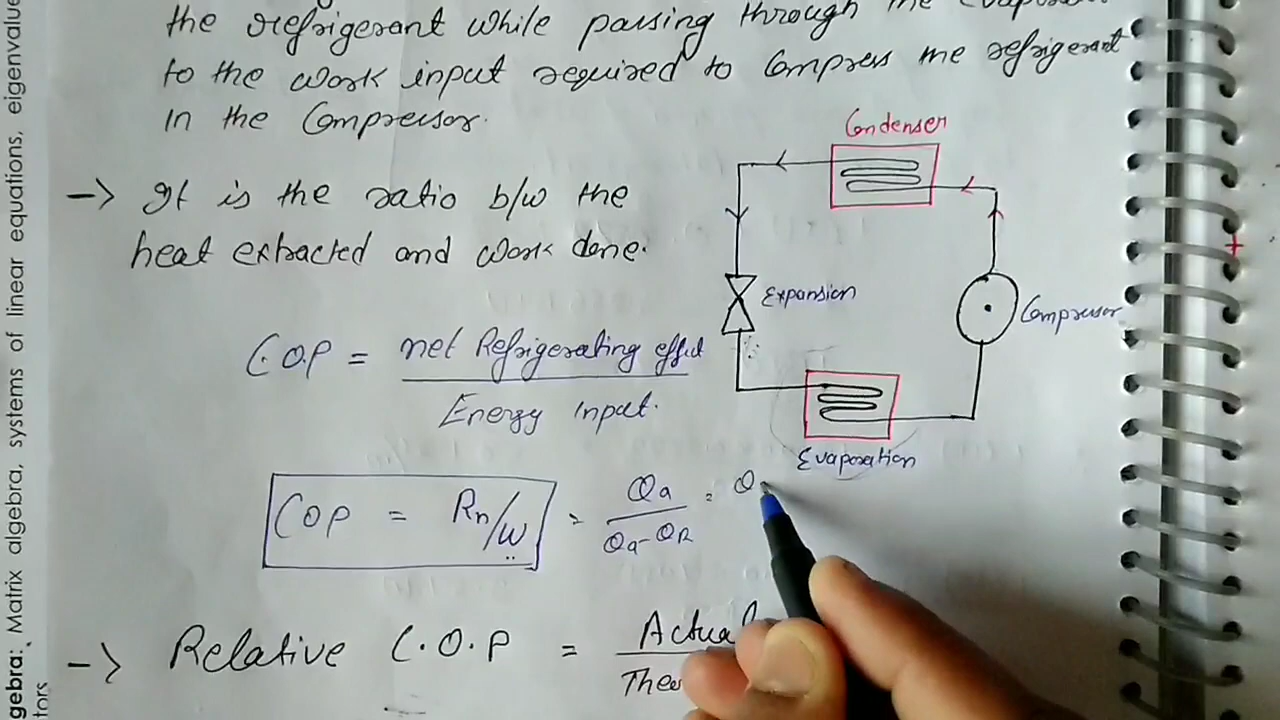 the refrigerant while passing through the
to the work input required to Compress the refrigerant
in the Compressor.
Condenser
-> It is the ratio b/w the
heat extracted and work done.
Expansion
Compressor
C.O.P = net Refrigerating effect
Energy input.
Evaporation
COP = Rn/w = Qa = Q
Qa-QR
-> Relative C.O.P = Actual
Theo
gebra: Matrix algebra, systems of linear equations, eigenvalue
tors